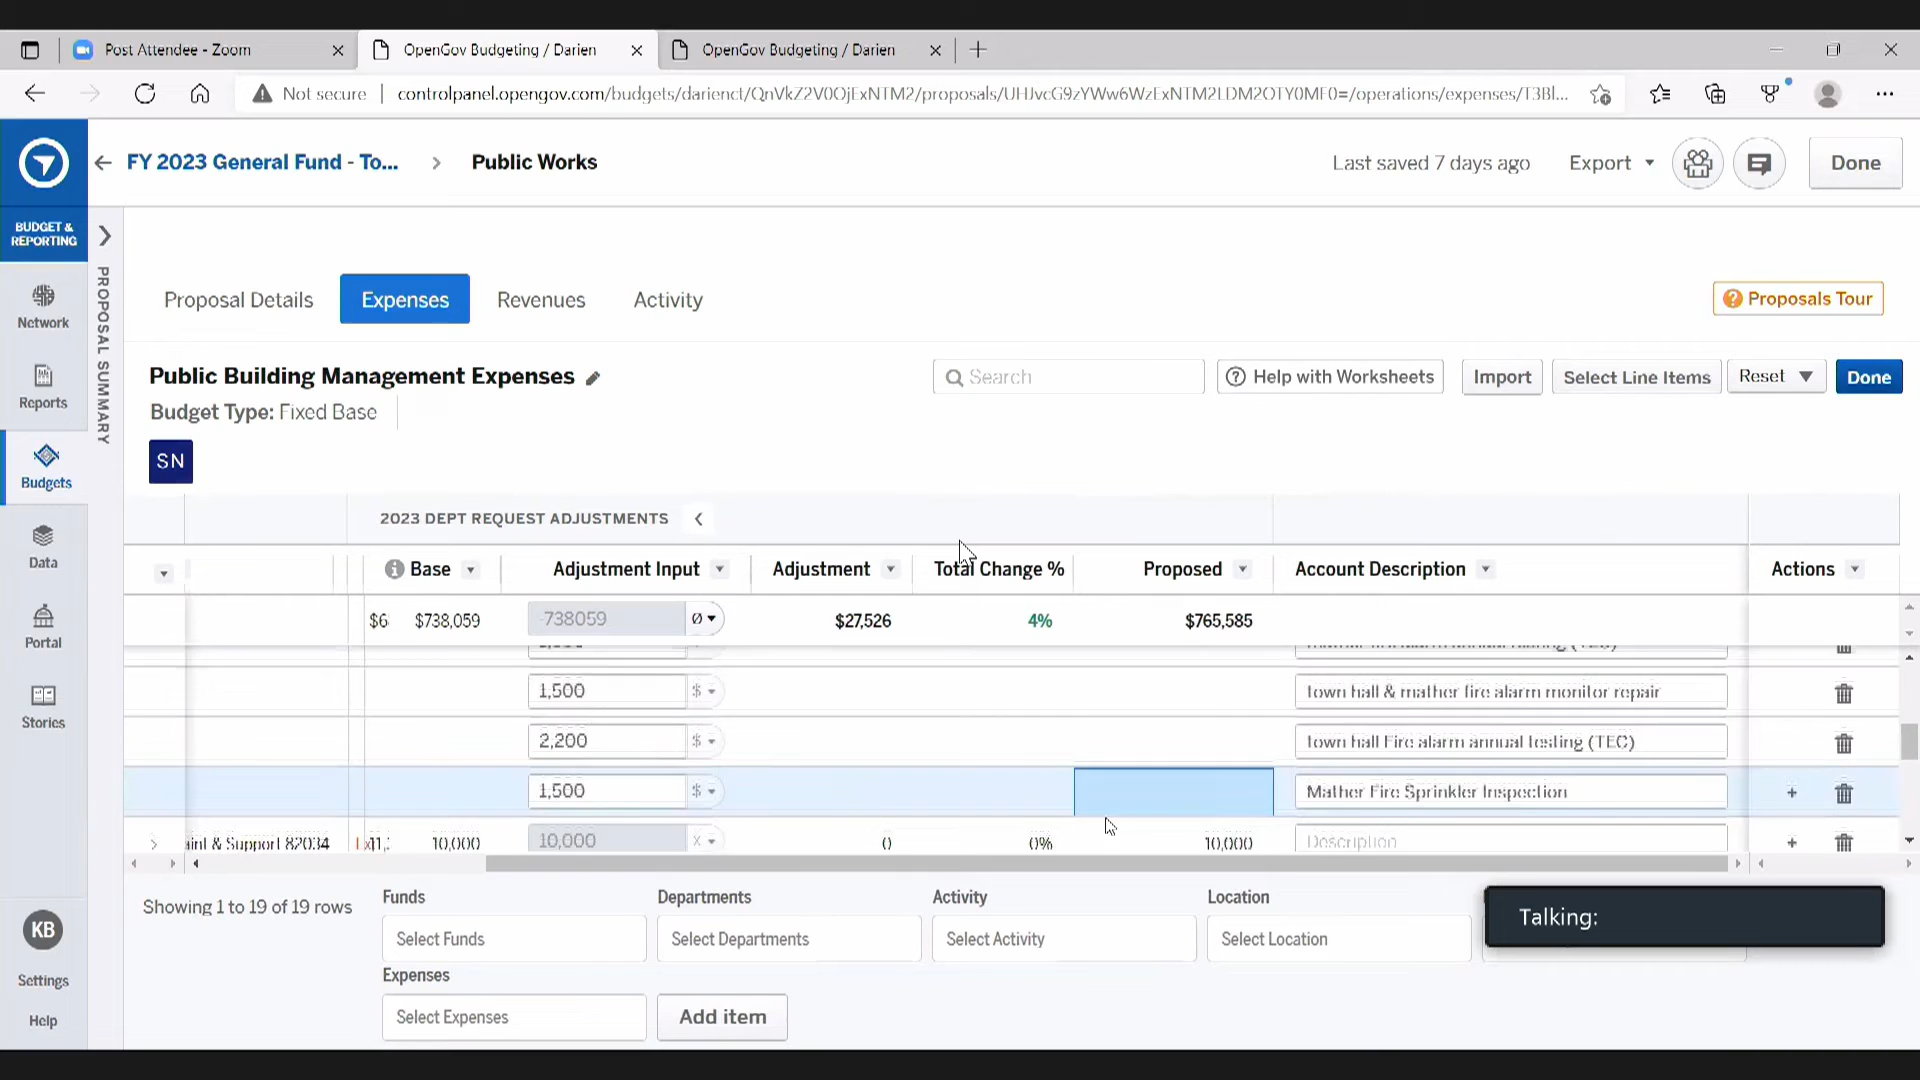 Post Attendee - Zoom
OpenGov Budgeting / Darien
OpenGov Budgeting / Darien
Not secure
FY 2023 General Fund - To...
Public Works
Last saved 7 days ago
Export
Done
BUDGET & REPORTING
PROPOSAL SUMMARY
Network
Reports
Budgets
Data
Portal
Stories
KB
Settings
Help
Proposal Details
Expenses
Revenues
Activity
Proposals Tour
Public Building Management Expenses
Search
Help with Worksheets
Import
Select Line Items
Reset
Done
Budget Type: Fixed Base
SN
2023 DEPT REQUEST ADJUSTMENTS
Base
Adjustment Input
Adjustment
Total Change %
Proposed
Account Description
Actions
$6
$738,059
-738059
Ø
$27,526
4%
$765,585
1,500
$
town hall & mather fire alarm monitor repair
2,200
$
town hall Fire alarm annual testing (TEC)
1,500
$
Mather Fire Sprinkler Inspection
+
aint & Support 82034
10,000
10,000
x
0
0%
10,000
Description
+
Showing 1 to 19 of 19 rows
Funds
Departments
Activity
Location
Select Funds
Select Departments
Select Activity
Select Location
Talking:
Expenses
Select Expenses
Add item